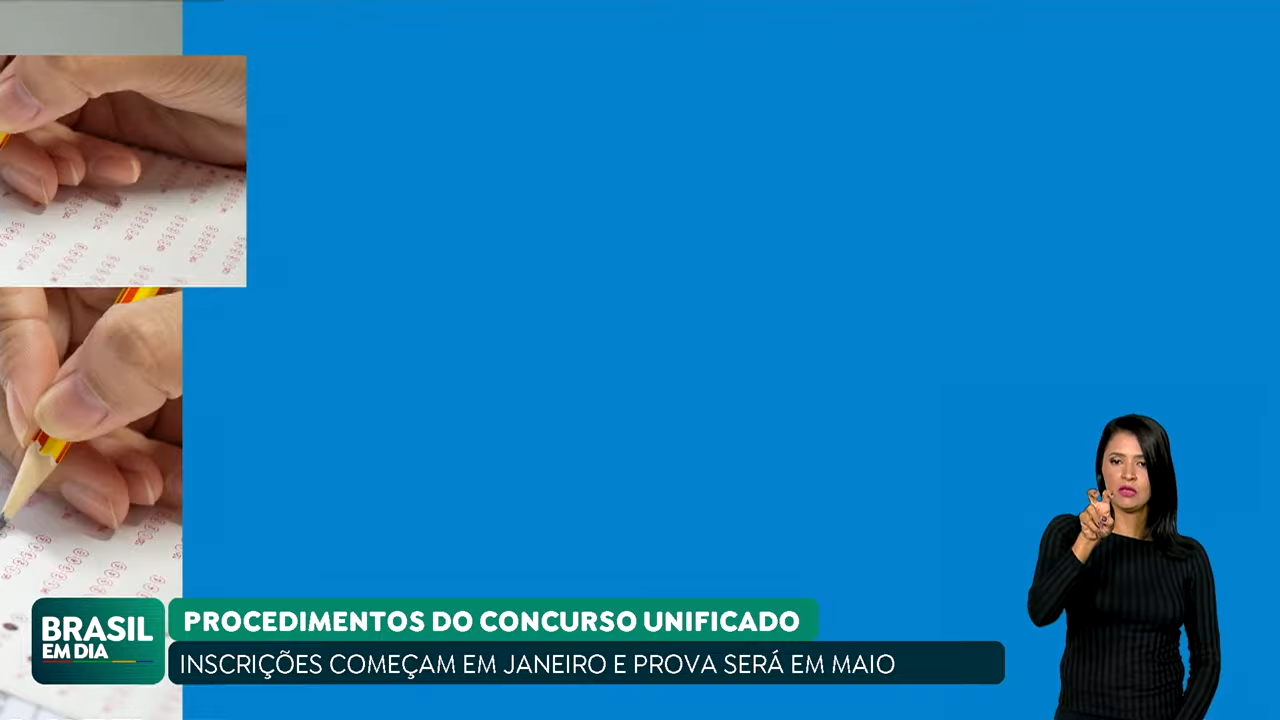 PROCEDIMENTOS DO CONCURSO UNIFICADO
BRASIL
EM DIA
INSCRIÇÕES COMEÇAM EM JANEIRO E PROVA SERÁ EM MAIO